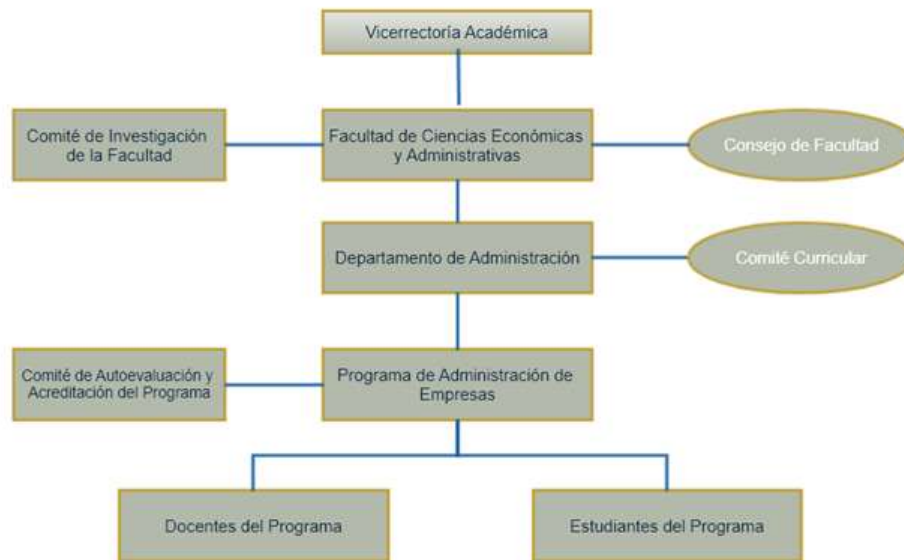 Vicerrectoría Académica
Comité de Investigación
de la Facultad
Facultad de Ciencias Económicas
y Administrativas
Consejo de Facultad
Departamento de Administración
Comité Curricular
Comité de Autoevaluación y
Acreditación del Programa
Programa de Administración de
Empresas
Docentes del Programa
Estudiantes del Programa